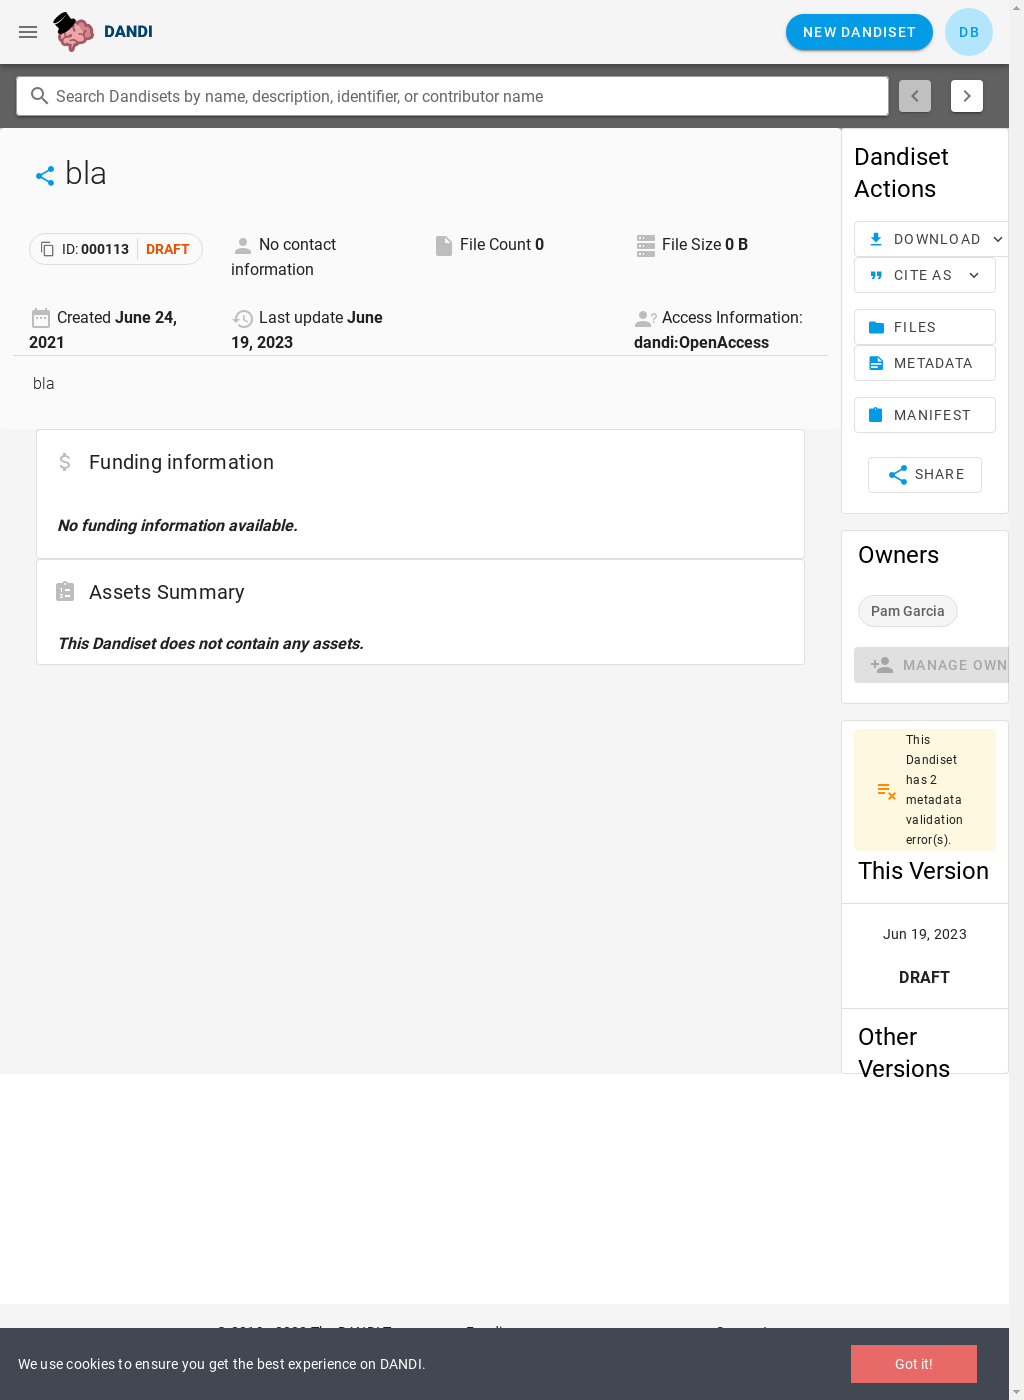 DANDI
NEW DANDISET
DB
Search Dandisets by name, description, identifier, or contributor name
bla
ID: 000113 DRAFT
No contact
information
File Count 0
File Size 0 B
Created June 24,
2021
Last update June
19, 2023
Access Information:
dandi:OpenAccess
bla
Funding information
No funding information available.
Assets Summary
This Dandiset does not contain any assets.
Dandiset
Actions
DOWNLOAD
CITE AS
FILES
METADATA
MANIFEST
SHARE
Owners
Pam Garcia
MANAGE OWN
This
Dandiset
has 2
metadata
validation
error(s).
This Version
Jun 19, 2023
DRAFT
Other
Versions
We use cookies to ensure you get the best experience on DANDI.
Got it!